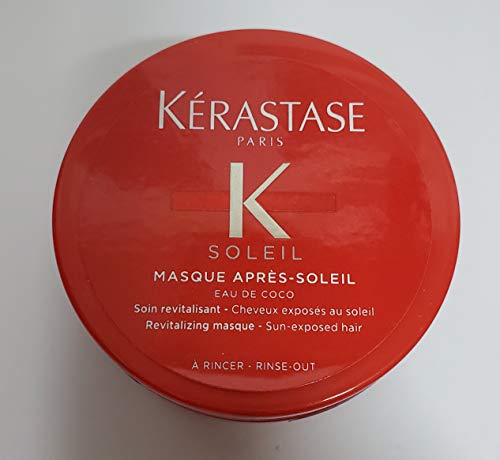 KÉRASTASE
PARIS
K
SOLEIL
MASQUE APRÈS-SOLEIL
EAU DE COCO
Soin revitalisant - Cheveux exposés au soleil
Revitalizing masque - Sun-exposed hair
À RINCER - RINSE-OUT